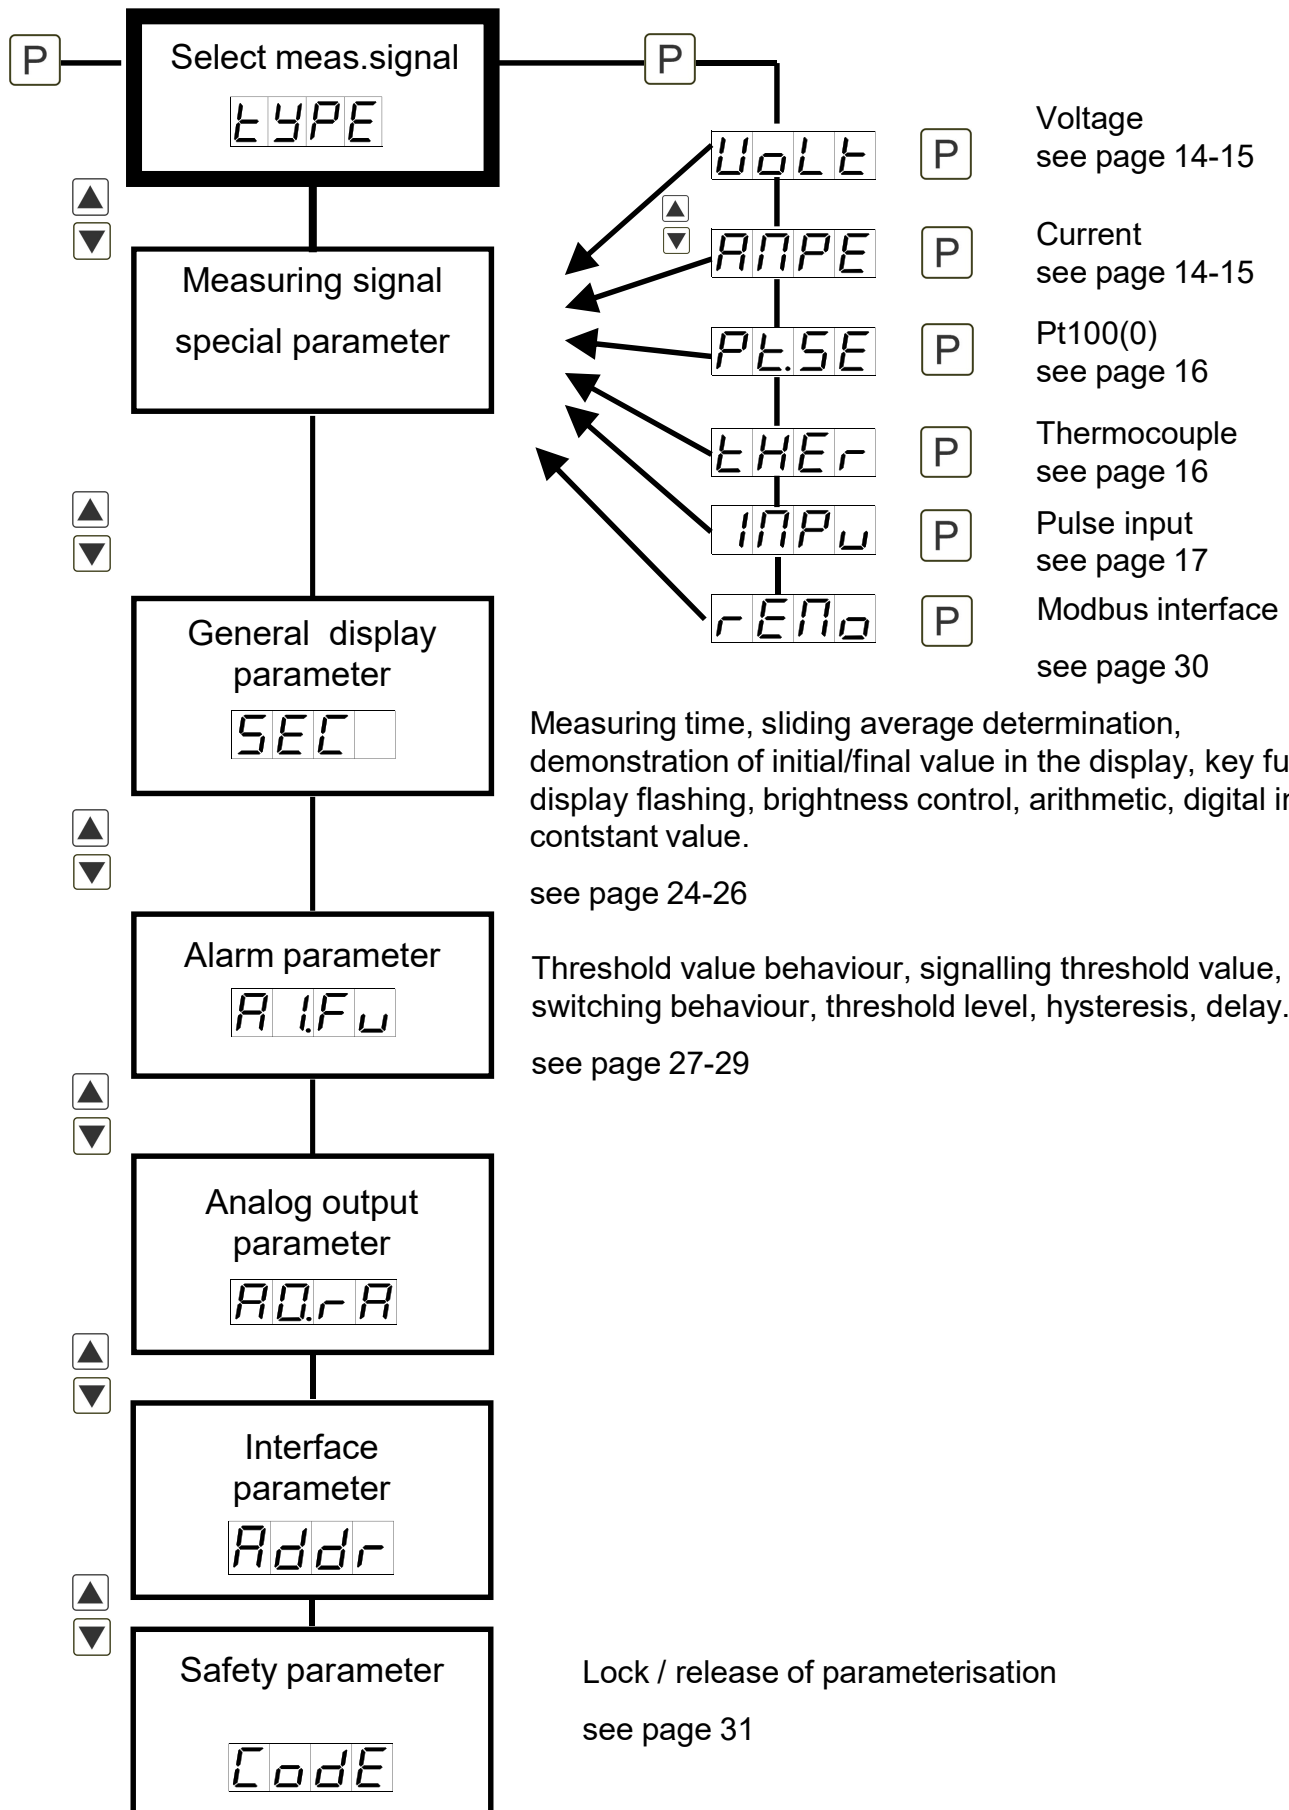 P
Select meas.signal
P
tYPE
UoLt
P
Voltage
see page 14-15
AMPE
P
Current
see page 14-15
Measuring signal
special parameter
Pt.SE
P
Pt100(0)
see page 16
tHEr
P
Thermocouple
see page 16
IMPu
P
Pulse input
see page 17
rEMo
P
Modbus interface
see page 30
General display
parameter
SEC
Measuring time, sliding average determination,
demonstration of initial/final value in the display, key fu
display flashing, brightness control, arithmetic, digital in
contstant value.
see page 24-26
Alarm parameter
A1.Fu
Threshold value behaviour, signalling threshold value,
switching behaviour, threshold level, hysteresis, delay.
see page 27-29
Analog output
parameter
AO.rA
Interface
parameter
Addr
Safety parameter
CodE
Lock / release of parameterisation
see page 31